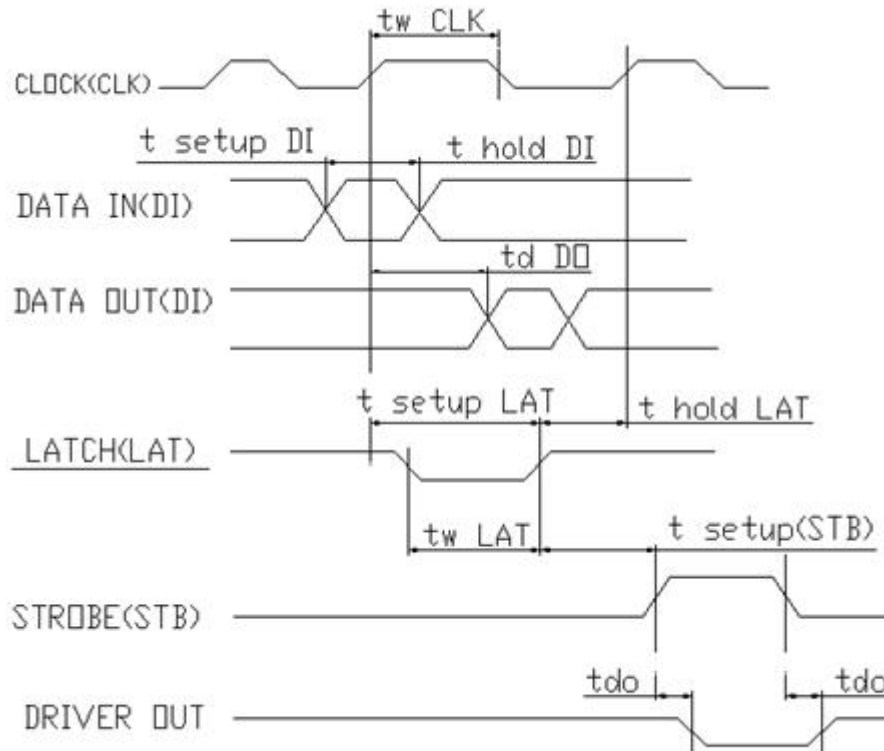 tw CLK
CLOCK(CLK)
t setup DI
t hold DI
DATA IN(DI)
td DO
DATA OUT(DI)
t setup LAT
t hold LAT
LATCH(LAT)
tw LAT
t setup(STB)
STROBE(STB)
tdo
tdo
DRIVER OUT